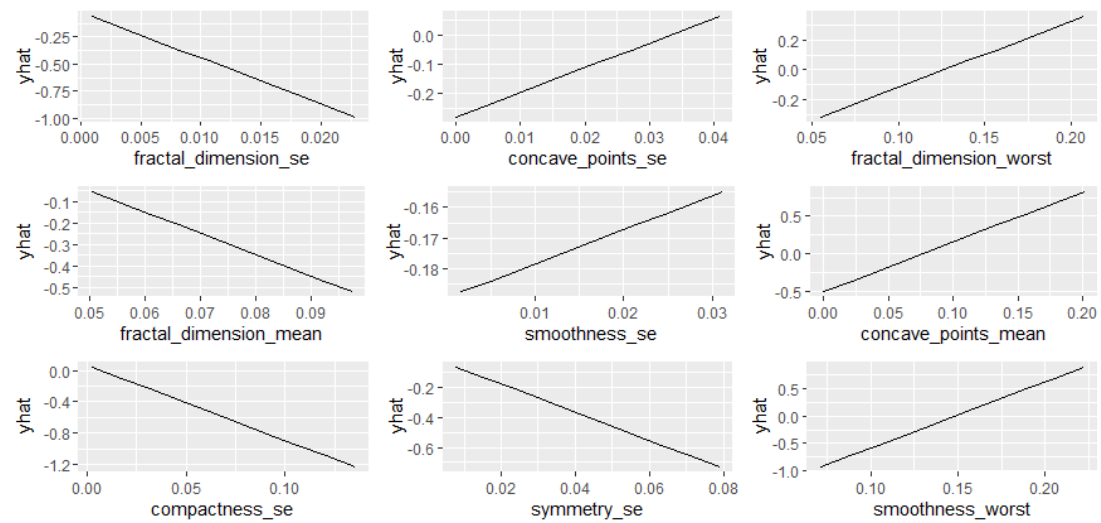 yhat
-0.25
-0.50
-0.75
-1.00
0.000 0.005 0.010 0.015 0.020
fractal_dimension_se
yhat
0.0
-0.1
-0.2
0.00 0.01 0.02 0.03 0.04
concave_points_se
yhat
0.2
0.0
-0.2
0.05 0.10 0.15 0.20
fractal_dimension_worst
yhat
-0.1
-0.2
-0.3
-0.4
-0.5
0.05 0.06 0.07 0.08 0.09
fractal_dimension_mean
yhat
-0.16
-0.17
-0.18
0.01 0.02 0.03
smoothness_se
yhat
0.5
0.0
-0.5
0.00 0.05 0.10 0.15 0.20
concave_points_mean
yhat
0.0
-0.4
-0.8
-1.2
0.00 0.05 0.10
compactness_se
yhat
-0.2
-0.4
-0.6
0.02 0.04 0.06 0.08
symmetry_se
yhat
0.5
0.0
-0.5
-1.0
0.10 0.15 0.20
smoothness_worst